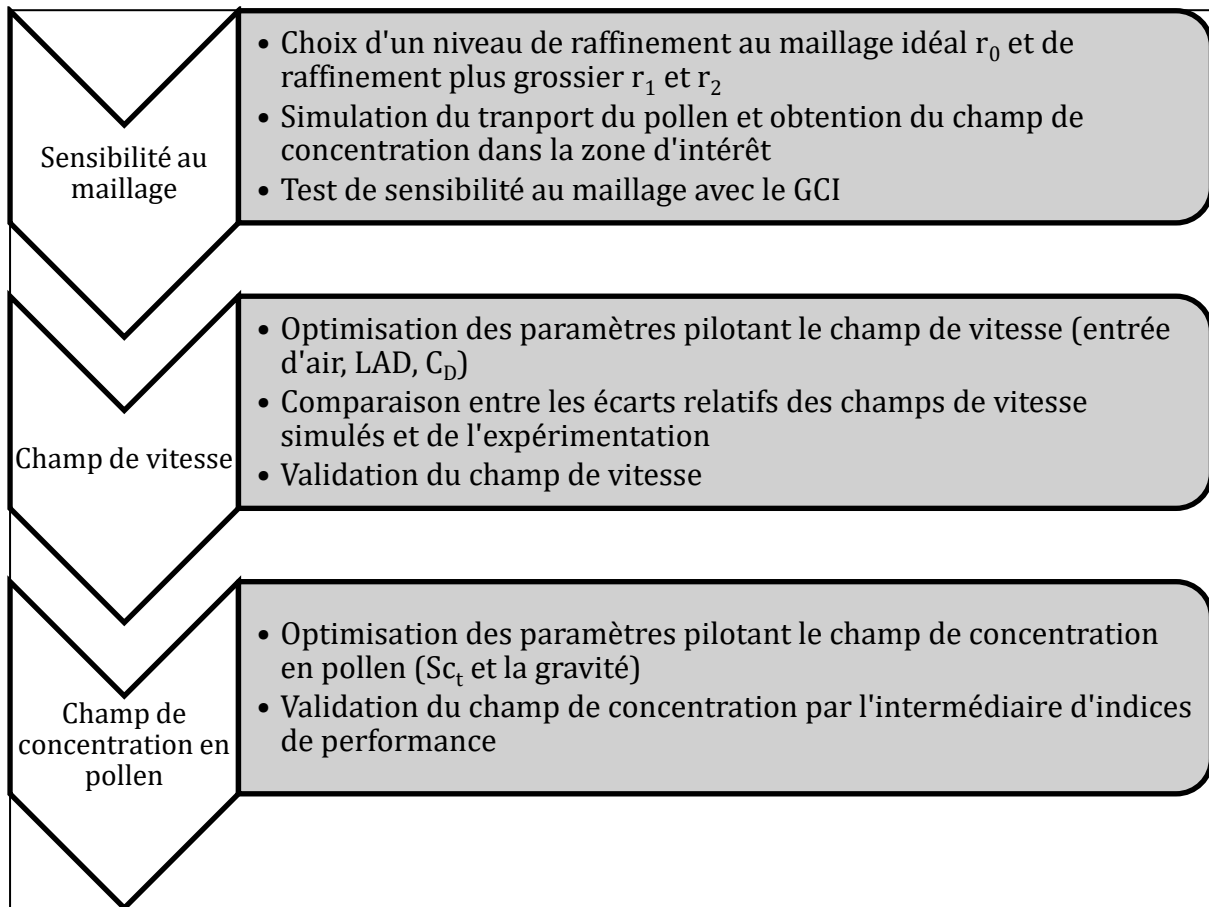 Sensibilité au
maillage
• Choix d'un niveau de raffinement au maillage idéal r₀ et de
raffinement plus grossier r₁ et r₂
• Simulation du tranport du pollen et obtention du champ de
concentration dans la zone d'intérêt
• Test de sensibilité au maillage avec le GCI
Champ de vitesse
• Optimisation des paramètres pilotant le champ de vitesse (entrée
d'air, LAD, C_D)
• Comparaison entre les écarts relatifs des champs de vitesse
simulés et de l'expérimentation
• Validation du champ de vitesse
Champ de
concentration en
pollen
• Optimisation des paramètres pilotant le champ de concentration
en pollen (Scₜ et la gravité)
• Validation du champ de concentration par l'intermédiaire d'indices
de performance